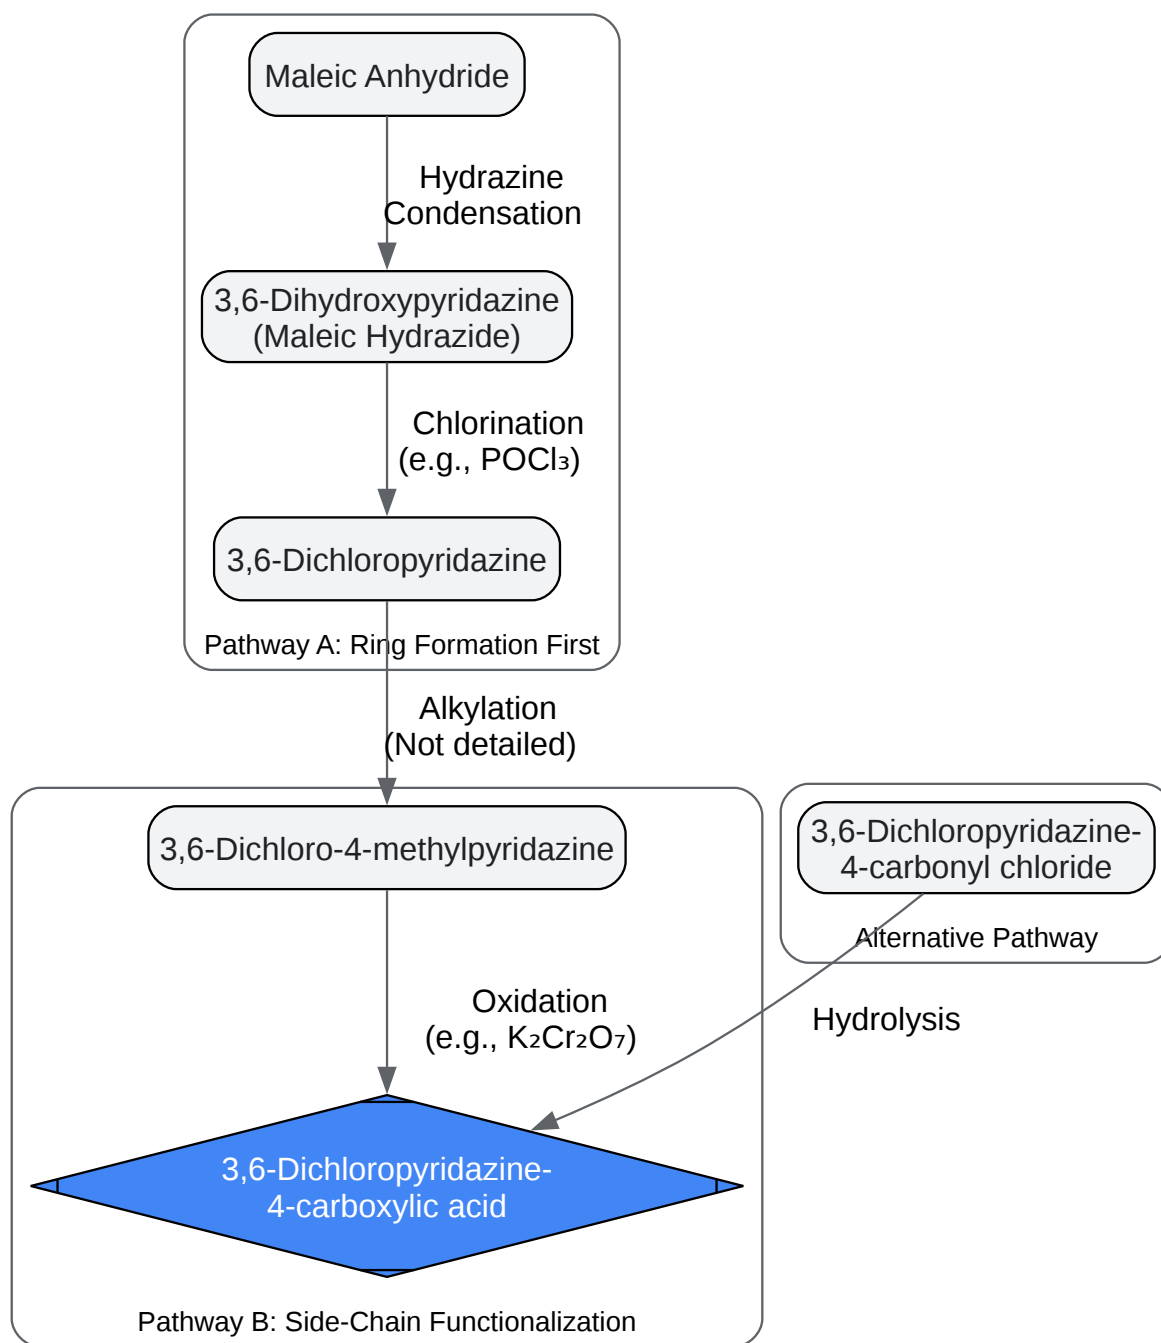 Maleic Anhydride
Hydrazine
Condensation
3,6-Dihydroxypyridazine
(Maleic Hydrazide)
Chlorination
(e.g., POCl₃)
3,6-Dichloropyridazine
Pathway A: Ring Formation First
Alkylation
(Not detailed)
3,6-Dichloro-4-methylpyridazine
3,6-Dichloropyridazine-
4-carbonyl chloride
Alternative Pathway
Oxidation
(e.g., K₂Cr₂O₇)
Hydrolysis
3,6-Dichloropyridazine-
4-carboxylic acid
Pathway B: Side-Chain Functionalization